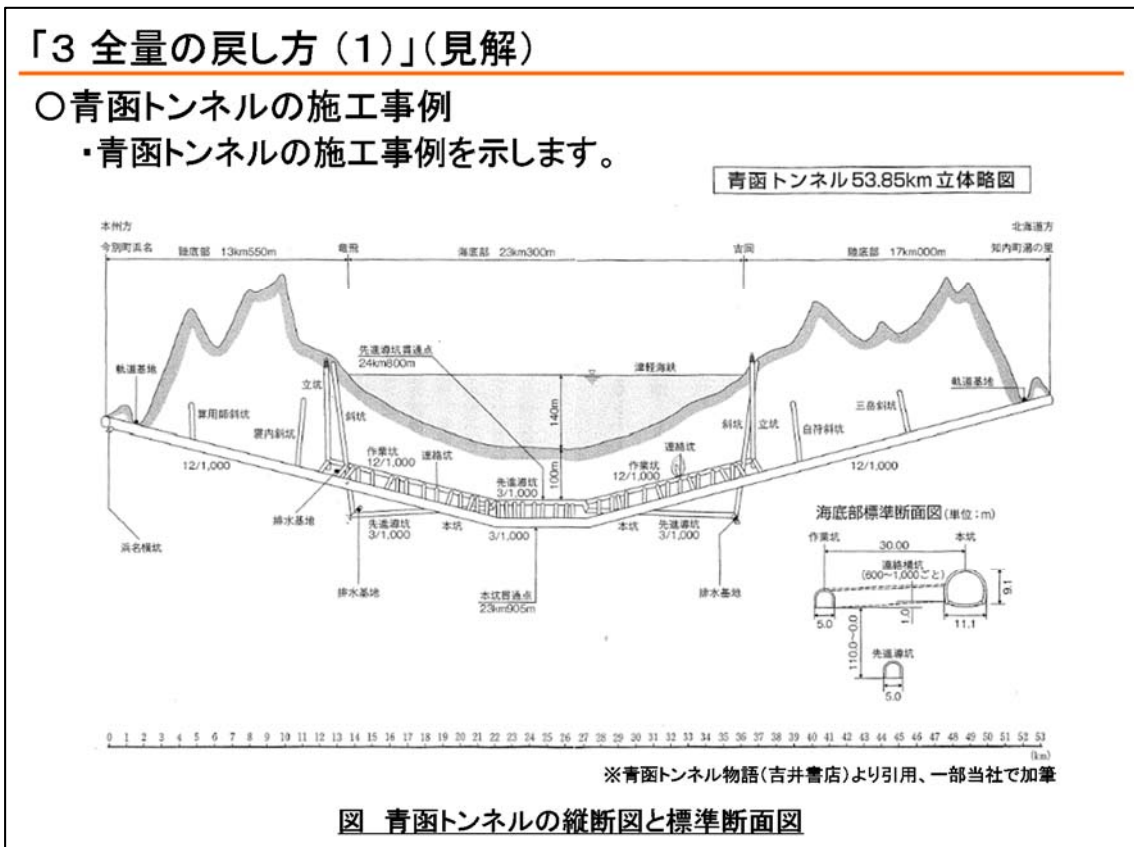 「3 全量の戻し方 (1)」(見解)
○青函トンネルの施工事例
・青函トンネルの施工事例を示します。
青函トンネル53.85km立体略図
本州方
北海道方
今別町浜名
陸底部 13km550m
竜飛
海底部 23km300m
吉岡
陸底部 17km000m
知内町湯の里
先進導坑貫通点
24km800m
津軽海峡
軌道基地
立坑
斜坑
140m
斜坑
立坑
三岳斜坑
軌道基地
算用師斜坑
袰内斜坑
白符斜坑
作業坑
12/1,000
連絡坑
100m
作業坑
12/1,000
連絡坑
12/1,000
先進導坑
3/1,000
12/1,000
排水基地
先進導坑
3/1,000
本坑
3/1,000
本坑
先進導坑
3/1,000
浜名横坑
排水基地
本坑貫通点
23km905m
排水基地
海底部標準断面図(単位:m)
作業坑
本坑
30.00
連絡横坑
(600~1,000ごと)
9.1
5.0
1.0
11.1
110.0~0.0
先進導坑
5.0
0 1 2 3 4 5 6 7 8 9 10 11 12 13 14 15 16 17 18 19 20 21 22 23 24 25 26 27 28 29 30 31 32 33 34 35 36 37 38 39 40 41 42 43 44 45 46 47 48 49 50 51 52 53
(km)
※青函トンネル物語(吉井書店)より引用、一部当社で加筆
図 青函トンネルの縦断図と標準断面図